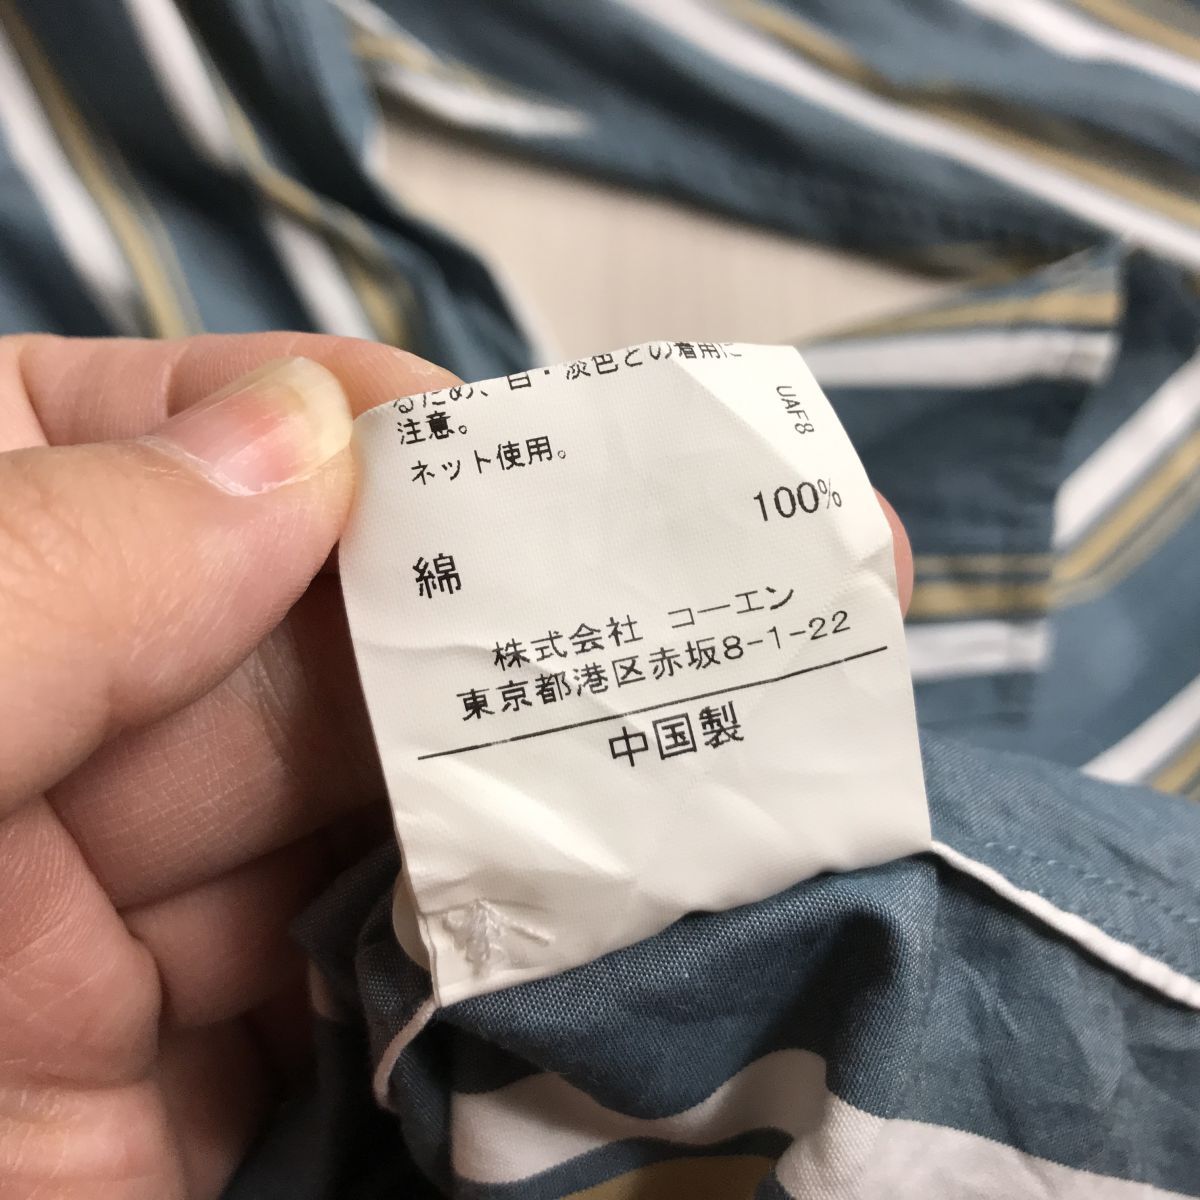 るため、白・淡色との着用に
注意。
ネット使用。
UAF8
100%
綿
株式会社 コーエン
東京都港区赤坂8-1-22
中国製